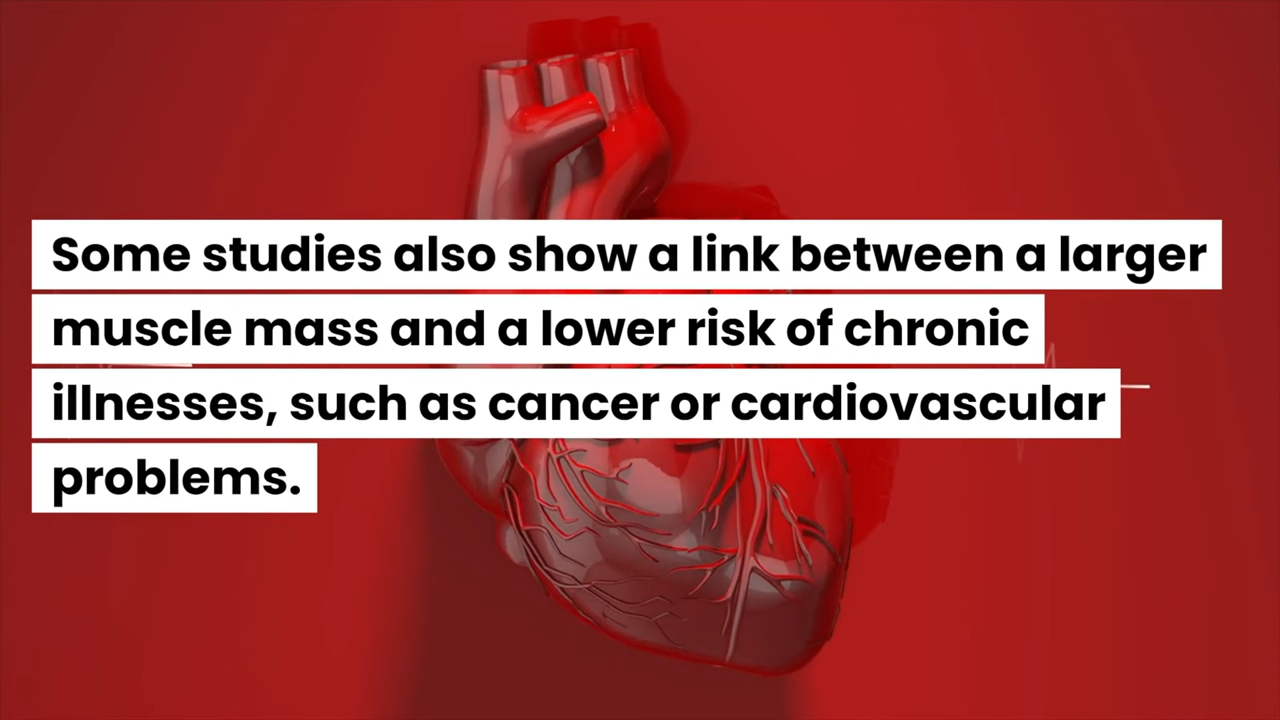 Some studies also show a link between a larger
muscle mass and a lower risk of chronic
illnesses, such as cancer or cardiovascular
problems.